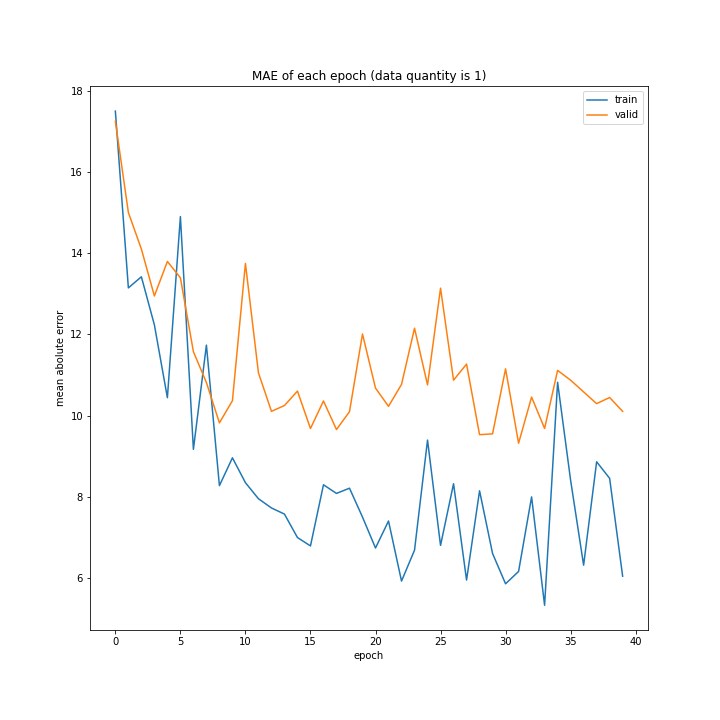 MAE of each epoch (data quantity is 1)
train
valid
18
16
14
12
10
8
6
mean abolute error
0 5 10 15 20 25 30 35 40
epoch